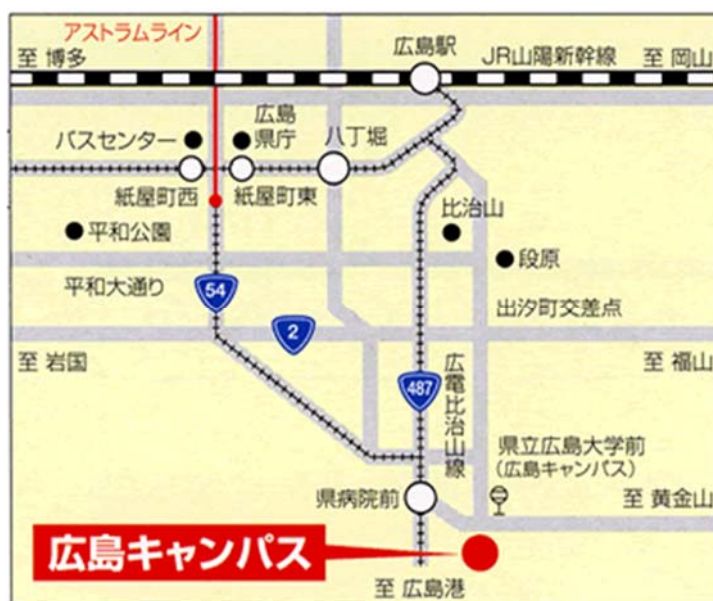 アストラムライン
至 博多
広島駅
JR山陽新幹線
至 岡山
バスセンター
広島
県庁
八丁堀
紙屋町西
紙屋町東
比治山
平和公園
段原
平和大通り
54
出汐町交差点
2
至 岩国
至 福山
487
広電比治山線
県立広島大学前
(広島キャンパス)
県病院前
至 黄金山
広島キャンパス
至 広島港